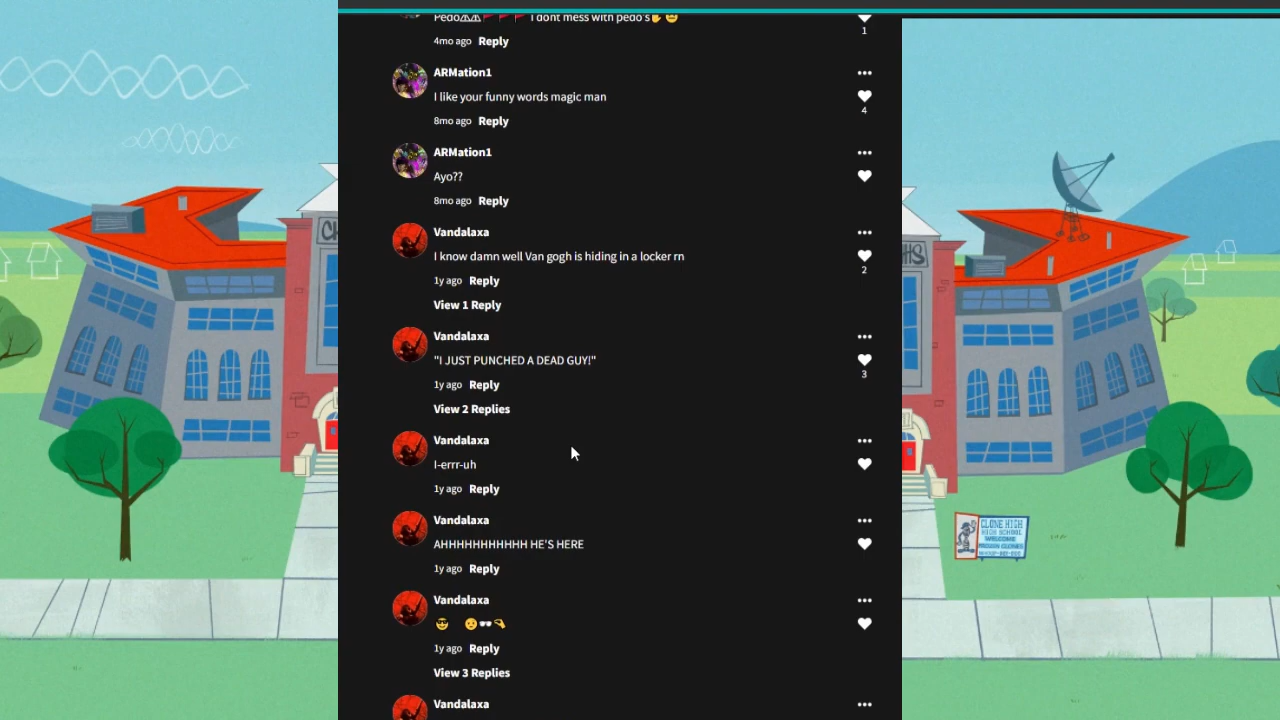 Pedo🚩🚩🚩 I dont mess with pedo's✋😐
4mo ago Reply
1
ARMation1
I like your funny words magic man
4
8mo ago Reply
ARMation1
Ayo??
8mo ago Reply
Vandalaxa
I know damn well Van gogh is hiding in a locker rn
2
1y ago Reply
View 1 Reply
Vandalaxa
"I JUST PUNCHED A DEAD GUY!"
3
1y ago Reply
View 2 Replies
Vandalaxa
I-errr-uh
1y ago Reply
Vandalaxa
AHHHHHHHHHHH HE'S HERE
1y ago Reply
Vandalaxa
😎 😐🕶️🤏
1y ago Reply
View 3 Replies
Vandalaxa
HS
CLONE HIGH
HIGH SCHOOL
WELCOME